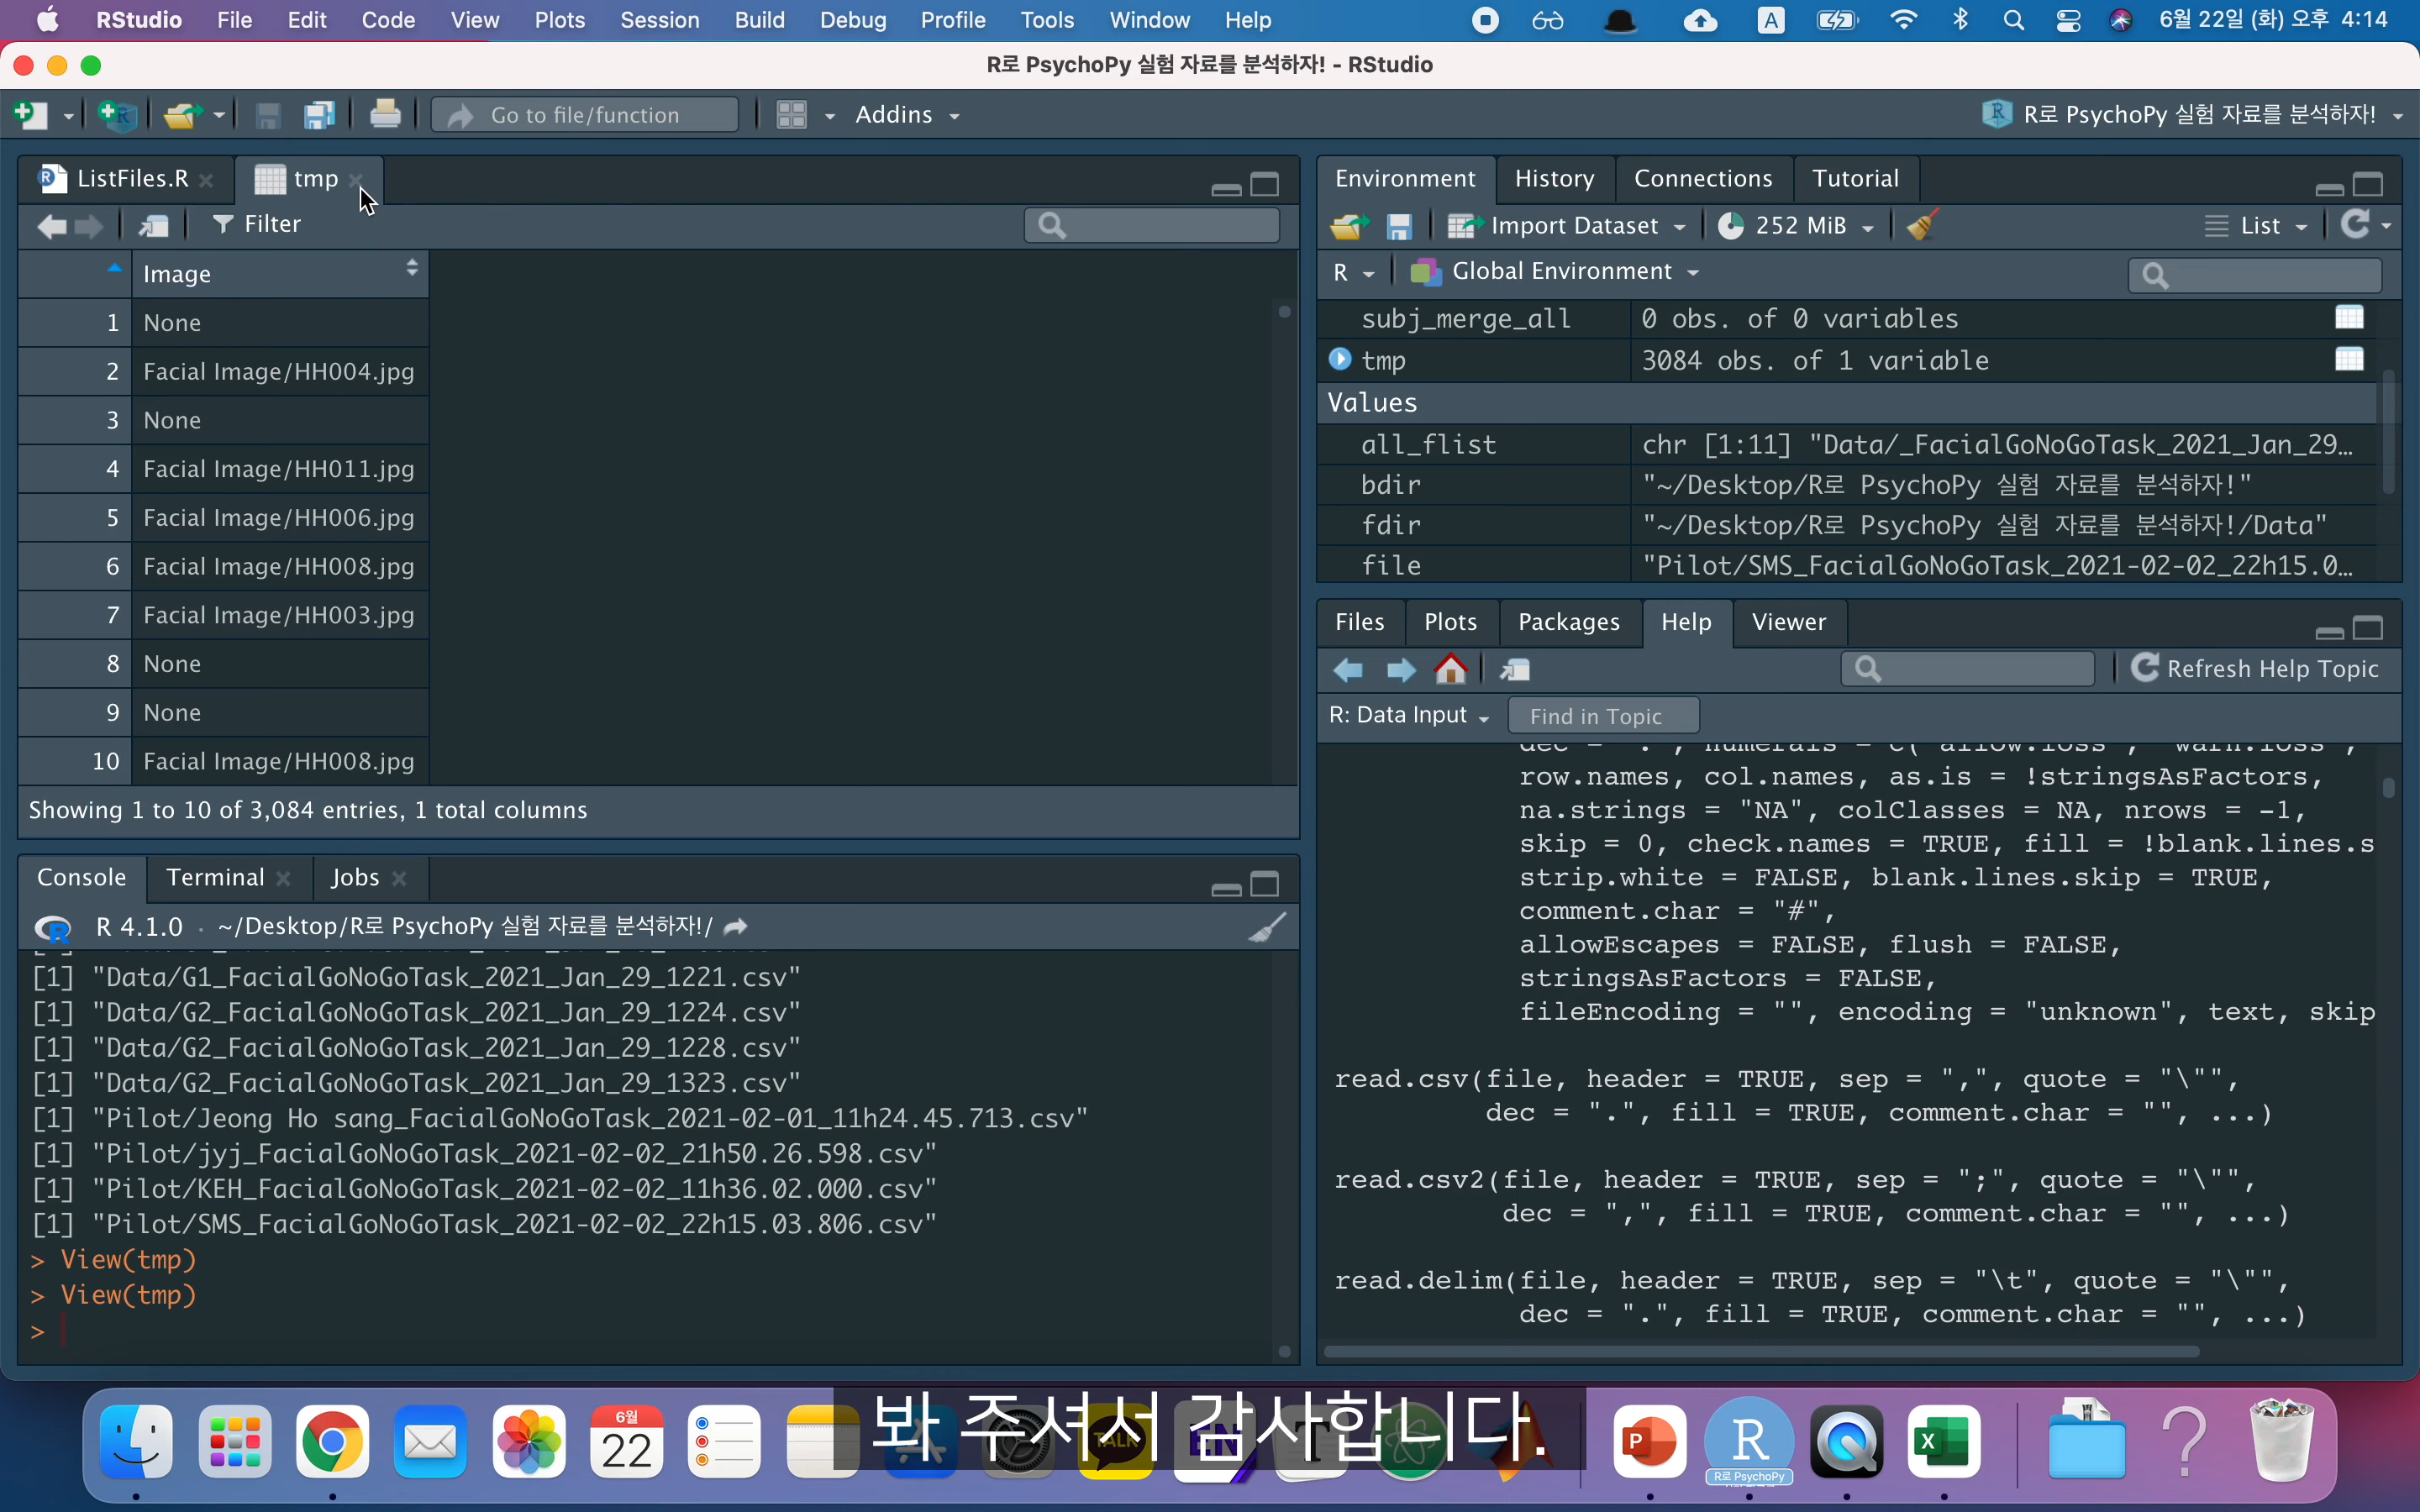 RStudio File Edit Code View Plots Session Build Debug Profile Tools Window Help A 6월 22일 (화) 오후 4:14
R로 PsychoPy 실험 자료를 분석하자! - RStudio
Go to file/function Addins R로 PsychoPy 실험 자료를 분석하자!
ListFiles.R tmp
Filter
Image
1 None
2 Facial Image/HH004.jpg
3 None
4 Facial Image/HH011.jpg
5 Facial Image/HH006.jpg
6 Facial Image/HH008.jpg
7 Facial Image/HH003.jpg
8 None
9 None
10 Facial Image/HH008.jpg
Showing 1 to 10 of 3,084 entries, 1 total columns
Console Terminal Jobs
R 4.1.0 · ~/Desktop/R로 PsychoPy 실험 자료를 분석하자!/
[1] "Data/G1_FacialGoNoGoTask_2021_Jan_29_1221.csv"
[1] "Data/G2_FacialGoNoGoTask_2021_Jan_29_1224.csv"
[1] "Data/G2_FacialGoNoGoTask_2021_Jan_29_1228.csv"
[1] "Data/G2_FacialGoNoGoTask_2021_Jan_29_1323.csv"
[1] "Pilot/Jeong Ho sang_FacialGoNoGoTask_2021-02-01_11h24.45.713.csv"
[1] "Pilot/jyj_FacialGoNoGoTask_2021-02-02_21h50.26.598.csv"
[1] "Pilot/KEH_FacialGoNoGoTask_2021-02-02_11h36.02.000.csv"
[1] "Pilot/SMS_FacialGoNoGoTask_2021-02-02_22h15.03.806.csv"
> View(tmp)
> View(tmp)
>
Environment History Connections Tutorial
Import Dataset 252 MiB List
R Global Environment
subj_merge_all 0 obs. of 0 variables
tmp 3084 obs. of 1 variable
Values
all_flist chr [1:11] "Data/_FacialGoNoGoTask_2021_Jan_29…
bdir "~/Desktop/R로 PsychoPy 실험 자료를 분석하자!"
fdir "~/Desktop/R로 PsychoPy 실험 자료를 분석하자!/Data"
file "Pilot/SMS_FacialGoNoGoTask_2021-02-02_22h15.0…
Files Plots Packages Help Viewer
Refresh Help Topic
R: Data Input Find in Topic
row.names, col.names, as.is = !stringsAsFactors,
na.strings = "NA", colClasses = NA, nrows = -1,
skip = 0, check.names = TRUE, fill = !blank.lines.s
strip.white = FALSE, blank.lines.skip = TRUE,
comment.char = "#",
allowEscapes = FALSE, flush = FALSE,
stringsAsFactors = FALSE,
fileEncoding = "", encoding = "unknown", text, skip
read.csv(file, header = TRUE, sep = ",", quote = "\"",
dec = ".", fill = TRUE, comment.char = "", ...)
read.csv2(file, header = TRUE, sep = ";", quote = "\"",
dec = ",", fill = TRUE, comment.char = "", ...)
read.delim(file, header = TRUE, sep = "\t", quote = "\"",
dec = ".", fill = TRUE, comment.char = "", ...)
봐 주셔서 감사합니다.
6월
22
P
R
R로 PsychoPy
X